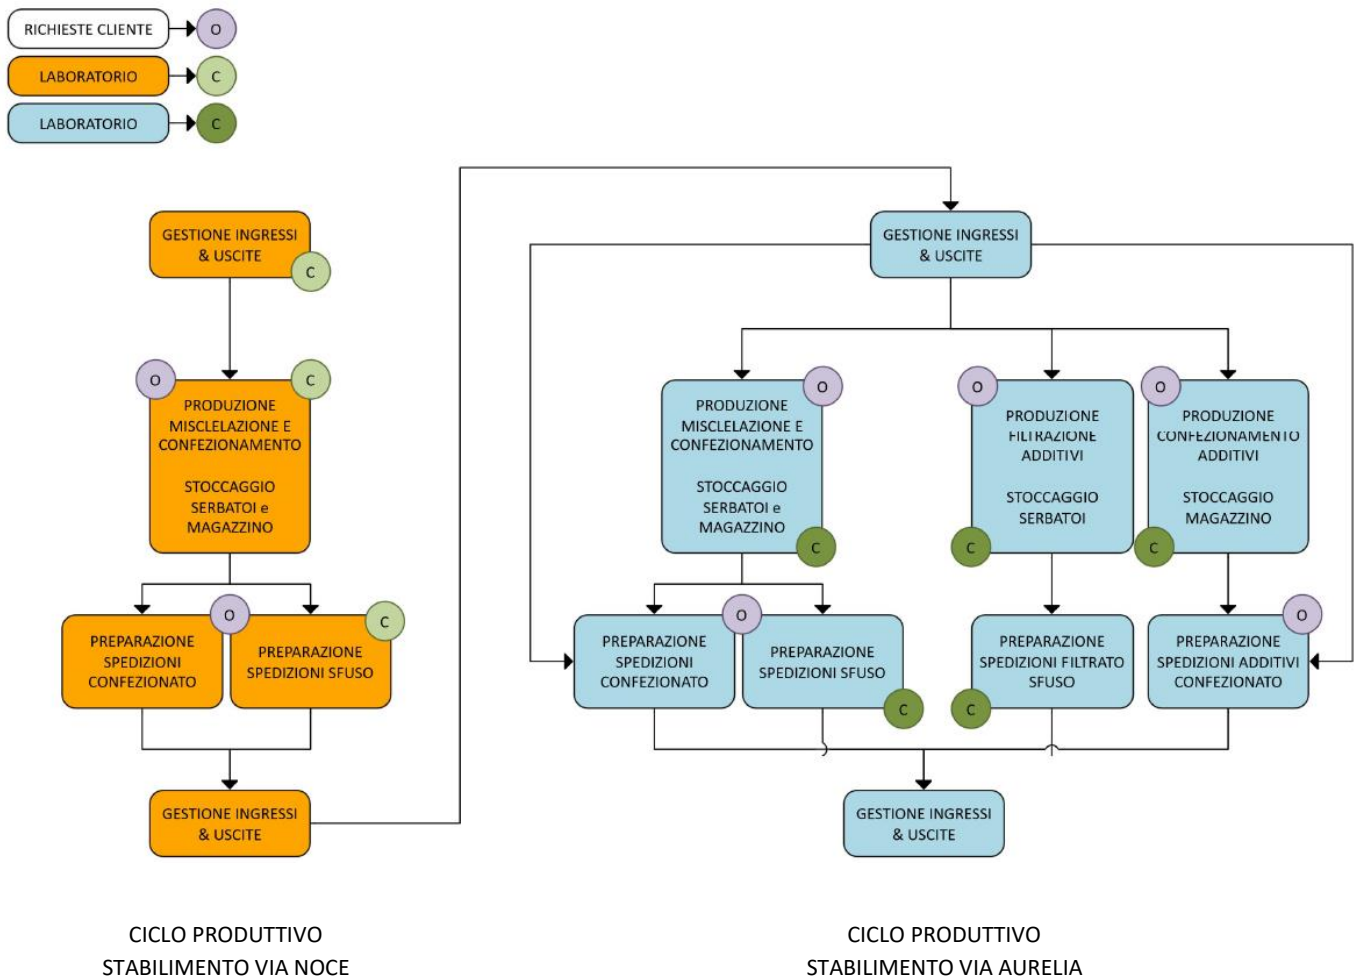 RICHIESTE CLIENTE
O
LABORATORIO
C
LABORATORIO
C
GESTIONE INGRESSI
& USCITE
C
O
C
PRODUZIONE
MISCLELAZIONE E
CONFEZIONAMENTO
STOCCAGGIO
SERBATOI e
MAGAZZINO
PREPARAZIONE
SPEDIZIONI
CONFEZIONATO
O
PREPARAZIONE
SPEDIZIONI SFUSO
C
GESTIONE INGRESSI
& USCITE
GESTIONE INGRESSI
& USCITE
O
PRODUZIONE
MISCLELAZIONE E
CONFEZIONAMENTO
STOCCAGGIO
SERBATOI e
MAGAZZINO
C
O
PRODUZIONE
FILTRAZIONE
ADDITIVI
STOCCAGGIO
SERBATOI
C
O
PRODUZIONE
CONFEZIONAMENTO
ADDITIVI
STOCCAGGIO
MAGAZZINO
C
PREPARAZIONE
SPEDIZIONI
CONFEZIONATO
O
PREPARAZIONE
SPEDIZIONI SFUSO
C
PREPARAZIONE
SPEDIZIONI FILTRATO
SFUSO
C
O
PREPARAZIONE
SPEDIZIONI ADDITIVI
CONFEZIONATO
GESTIONE INGRESSI
& USCITE
CICLO PRODUTTIVO
STABILIMENTO VIA NOCE
CICLO PRODUTTIVO
STABILIMENTO VIA AURELIA